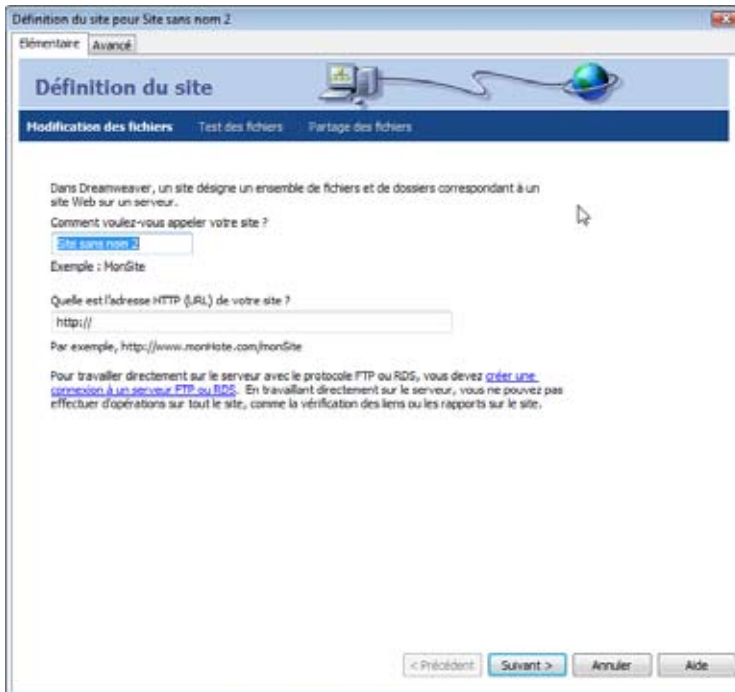 Définition du site pour Site sans nom 2
Elémentaire Avancé
Définition du site
Modification des fichiers Test des fichiers Partage des fichiers
Dans Dreamweaver, un site désigne un ensemble de fichiers et de dossiers correspondant à un
site Web sur un serveur.
Comment voulez-vous appeler votre site ?
Site sans nom 2
Exemple : MonSite
Quelle est l'adresse HTTP (URL) de votre site ?
http://
Par exemple, http://www.monHote.com/monSite
Pour travailler directement sur le serveur avec le protocole FTP ou RDS, vous devez créer une
connexion à un serveur FTP ou RDS. En travaillant directement sur le serveur, vous ne pouvez pas
effectuer d'opérations sur tout le site, comme la vérification des liens ou les rapports sur le site.
< Précédent Suivant > Annuler Aide